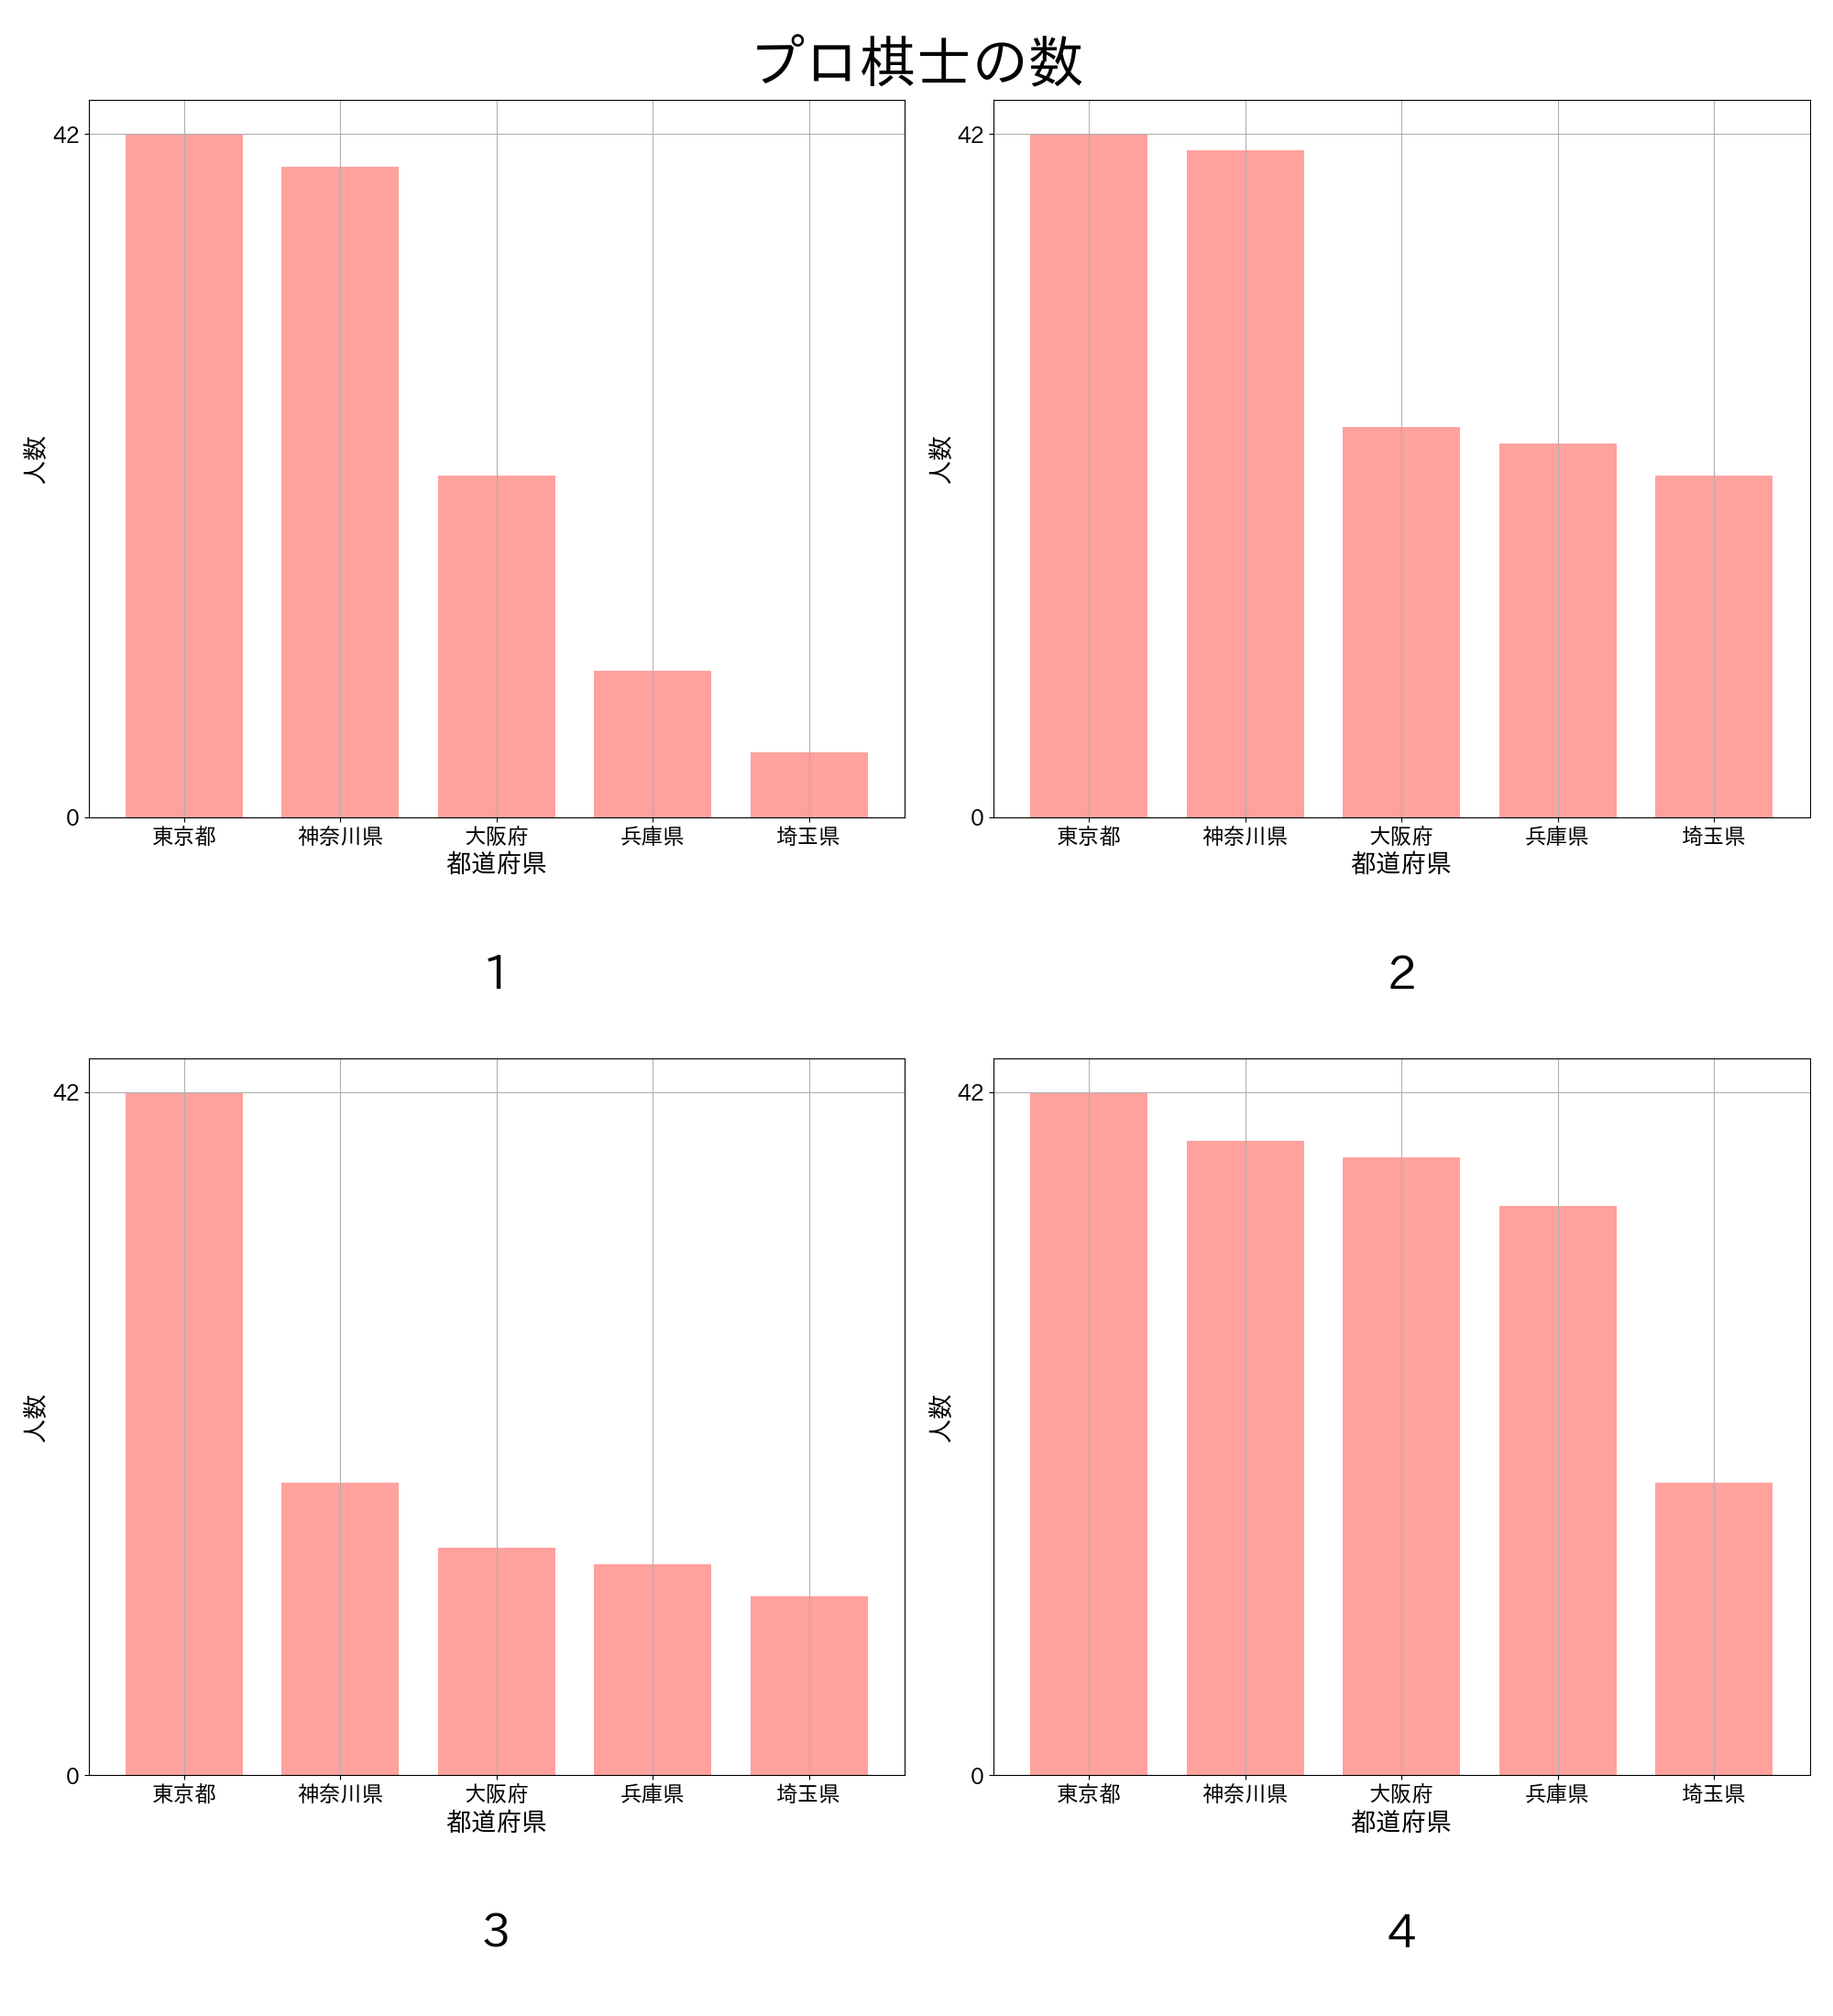 プロ棋士の数
42
0
人数
東京都 神奈川県 大阪府 兵庫県 埼玉県
都道府県
1
42
0
人数
東京都 神奈川県 大阪府 兵庫県 埼玉県
都道府県
2
42
0
人数
東京都 神奈川県 大阪府 兵庫県 埼玉県
都道府県
3
42
0
人数
東京都 神奈川県 大阪府 兵庫県 埼玉県
都道府県
4